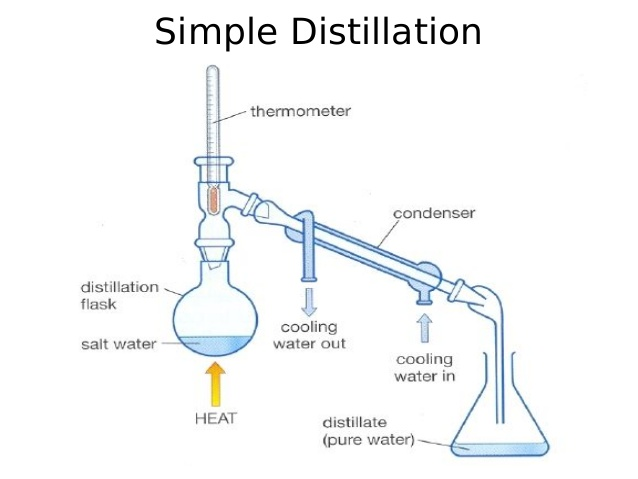 Simple Distillation
thermometer
condenser
distillation
flask
salt water
cooling
water out
cooling
water in
HEAT
distillate
(pure water)